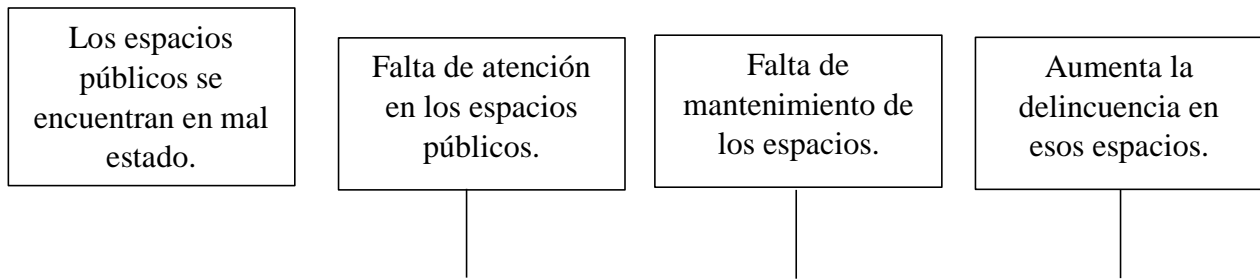 Los espacios
públicos se
encuentran en mal
estado.
Falta de atención
en los espacios
públicos.
Falta de
mantenimiento de
los espacios.
Aumenta la
delincuencia en
esos espacios.